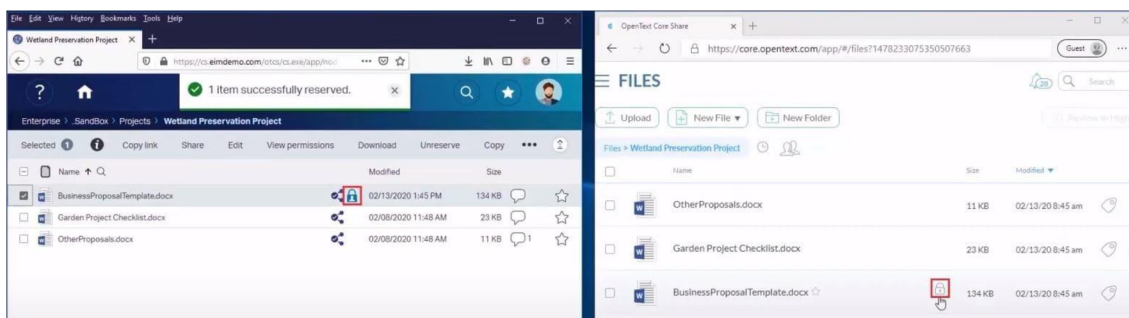 File Edit View History Bookmarks Tools Help
Wetland Preservation Project
https://cs.eimdemo.com/otcs/cs.exe/app/nod
1 item successfully reserved.
Enterprise > .SandBox > Projects > Wetland Preservation Project
Selected 1 Copy link Share Edit View permissions Download Unreserve Copy
Name Modified Size
BusinessProposalTemplate.docx 02/13/2020 1:45 PM 134 KB
Garden Project Checklist.docx 02/08/2020 11:48 AM 23 KB
OtherProposals.docx 02/08/2020 11:48 AM 11 KB 1
OpenText Core Share
https://core.opentext.com/app/#/files?1478233075350507663 Guest
FILES 20 Search
Upload New File New Folder
Files > Wetland Preservation Project
Name Size Modified
OtherProposals.docx 11 KB 02/13/20 8:45 am
Garden Project Checklist.docx 23 KB 02/13/20 8:45 am
BusinessProposalTemplate.docx 134 KB 02/13/20 8:45 am